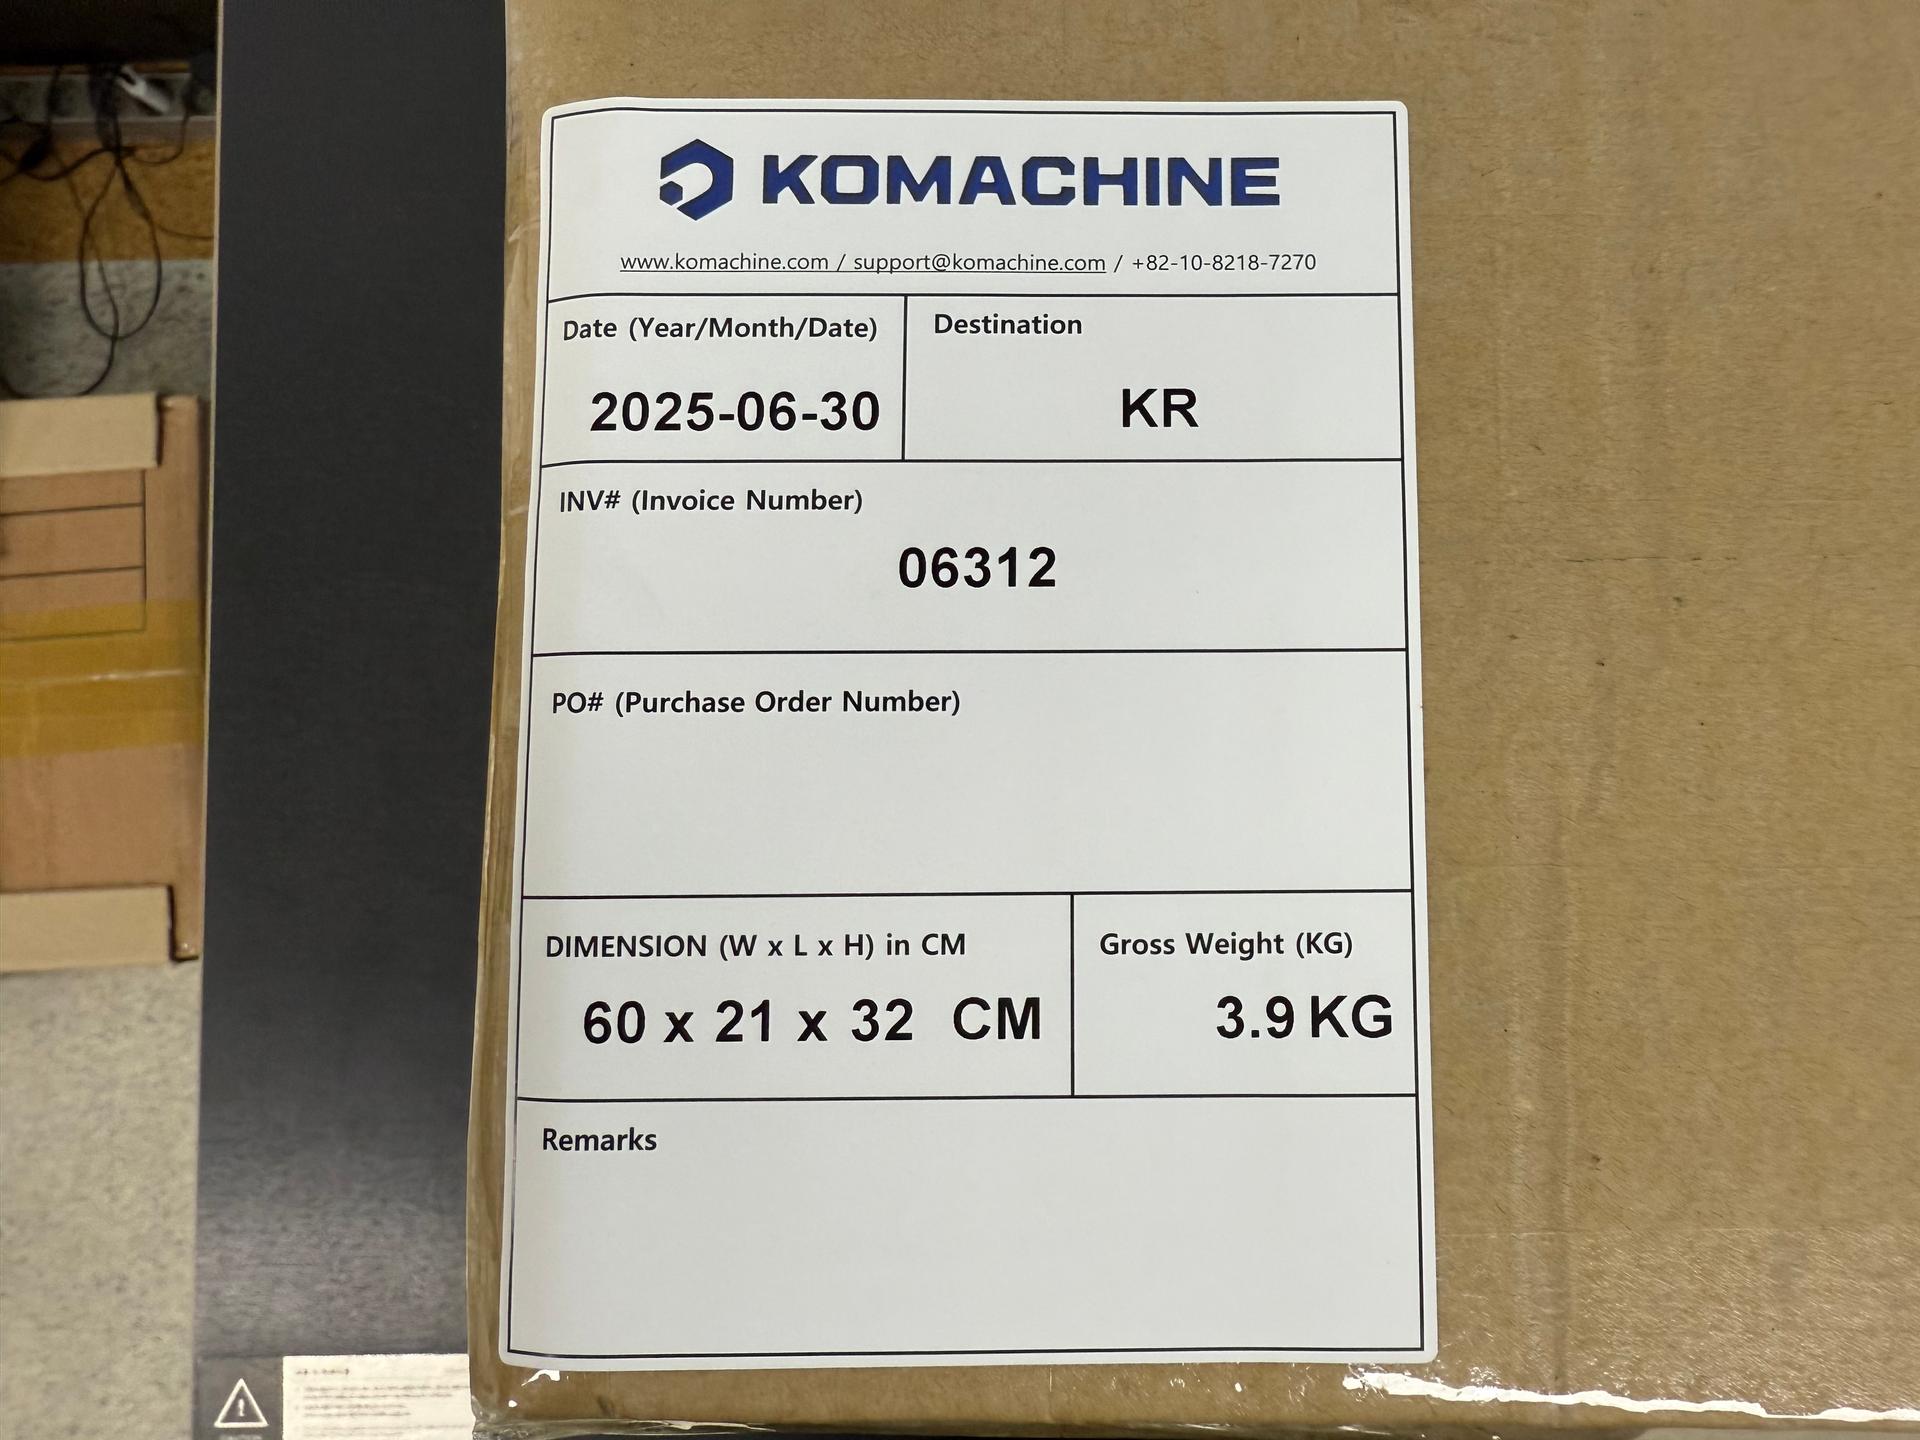 KOMACHINE
www.komachine.com / support@komachine.com / +82-10-8218-7270
Date (Year/Month/Date)
2025-06-30
Destination
KR
INV# (Invoice Number)
06312
PO# (Purchase Order Number)
DIMENSION (W x L x H) in CM
60 x 21 x 32 CM
Gross Weight (KG)
3.9 KG
Remarks